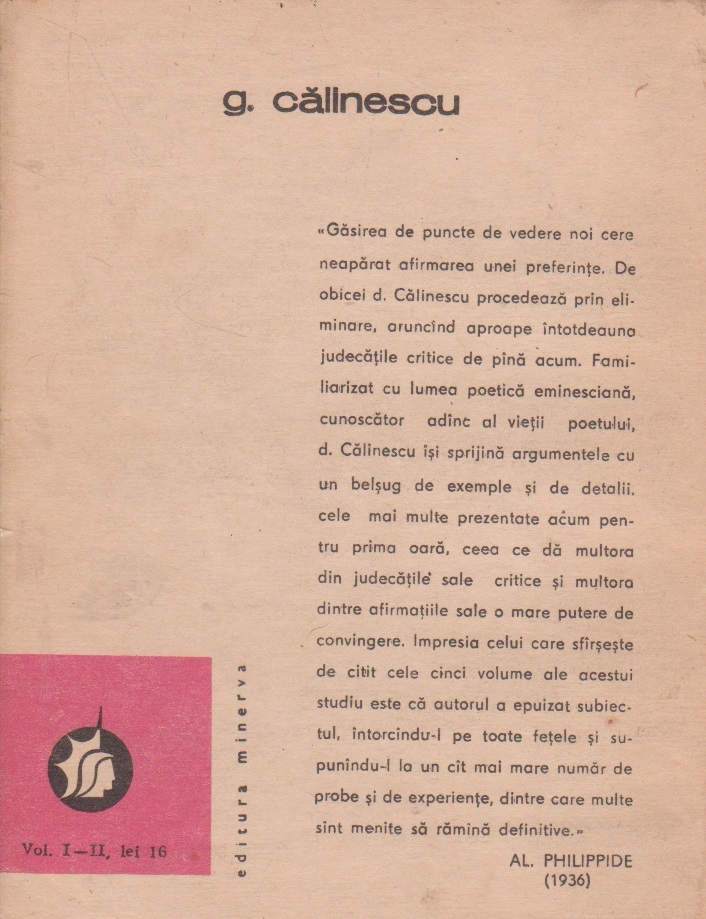 g. călinescu
«Găsirea de puncte de vedere noi cere
neapărat afirmarea unei preferințe. De
obicei d. Călinescu procedează prin eli-
minare, aruncînd aproape întotdeauna
judecățile critice de pînă acum. Fami-
liarizat cu lumea poetică eminesciană,
cunoscător adînc al vieții poetului,
d. Călinescu își sprijină argumentele cu
un belșug de exemple și de detalii,
cele mai multe prezentate acum pen-
tru prima oară, ceea ce dă multora
din judecățile sale critice și multora
dintre afirmațiile sale o mare putere de
convingere. Impresia celui care sfîrșește
de citit cele cinci volume ale acestui
studiu este că autorul a epuizat subiec-
tul, întorcîndu-l pe toate fețele și su-
punîndu-l la un cît mai mare număr de
probe și de experiențe, dintre care multe
sînt menite să rămînă definitive.»
AL. PHILIPPIDE
(1936)
editura minerva
Vol. I—II, lei 16